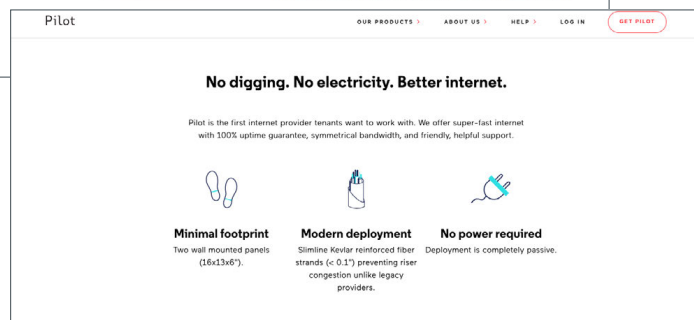 Pilot
OUR PRODUCTS >
ABOUT US >
HELP >
LOG IN
GET PILOT
No digging. No electricity. Better internet.
Pilot is the first internet provider tenants want to work with. We offer super-fast internet
with 100% uptime guarantee, symmetrical bandwidth, and friendly, helpful support.
Minimal footprint
Two wall mounted panels
(16x13x6").
Modern deployment
Slimline Kevlar reinforced fiber
strands (< 0.1") preventing riser
congestion unlike legacy
providers.
No power required
Deployment is completely passive.